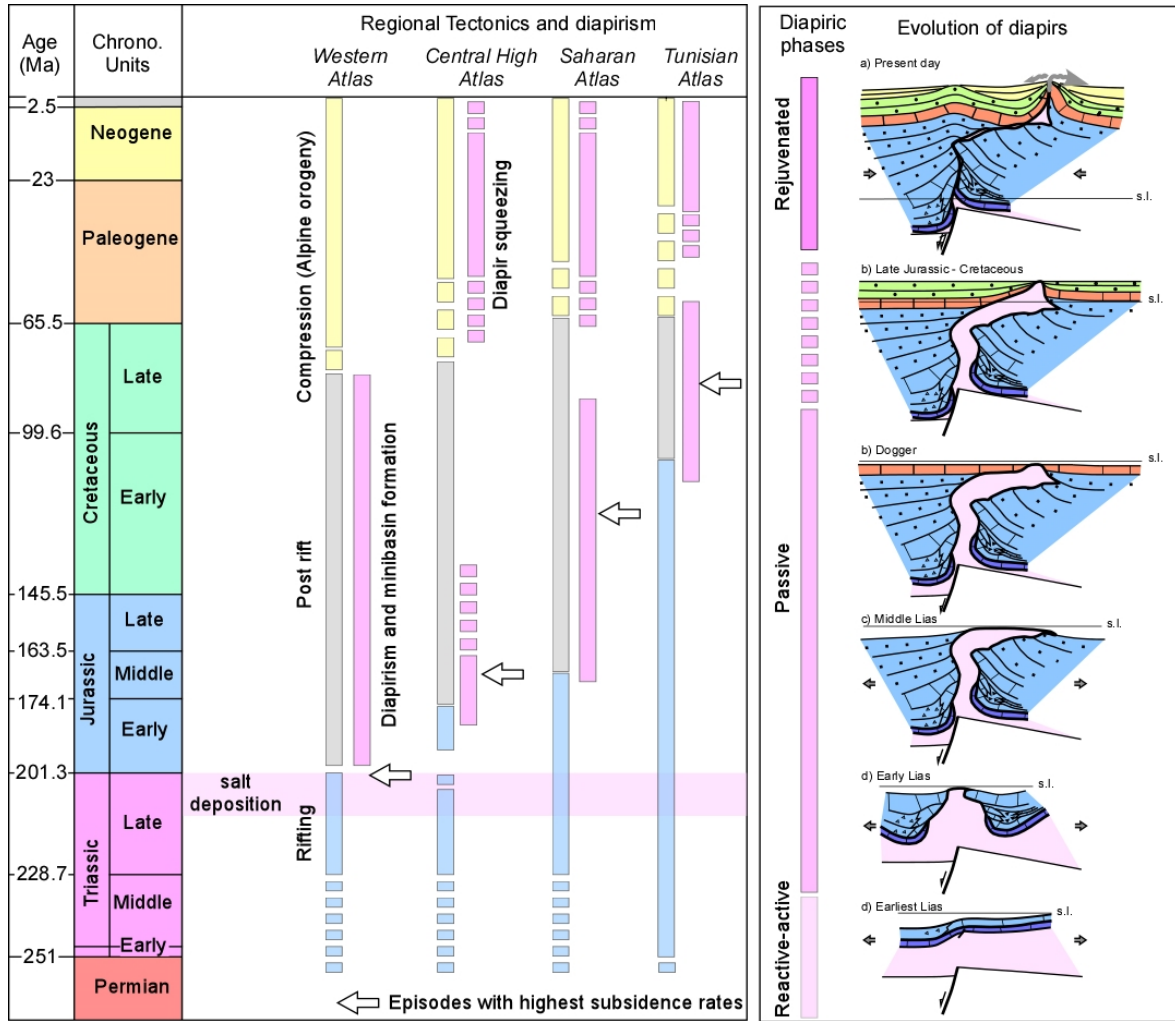 Regional Tectonics and diapirism
Age
(Ma)
Chrono.
Units
Western
Atlas
Central High
Atlas
Saharan
Atlas
Tunisian
Atlas
2.5
Neogene
23
Paleogene
65.5
Cretaceous
Late
99.6
Early
145.5
Jurassic
Late
163.5
Middle
174.1
Early
201.3
Triassic
Late
228.7
Middle
Early
251
Permian
Compression (Alpine orogeny)
Post rift
Rifting
Diapirism and minibasin formation
Diapir squeezing
salt
deposition
Episodes with highest subsidence rates
Diapiric
phases
Evolution of diapirs
Rejuvenated
Passive
Reactive-active
a) Present day
s.l.
b) Late Jurassic - Cretaceous
s.l.
b) Dogger
s.l.
c) Middle Lias
s.l.
d) Early Lias
s.l.
d) Earliest Lias
s.l.